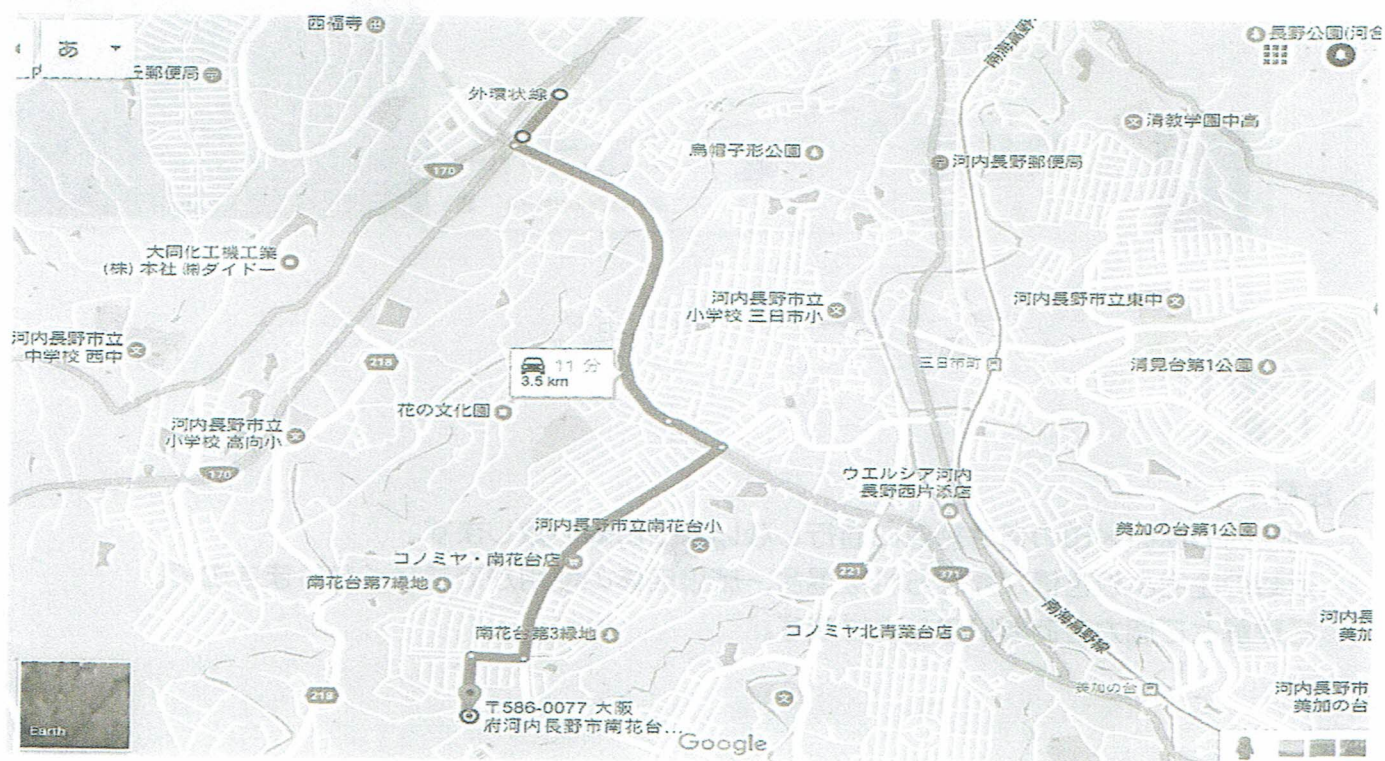 西福寺
あ
丘郵便局
南海高野
長野公園(河合
外環状線
清教学園中高
烏帽子形公園
河内長野郵便局
170
大同化工機工業
(株)本社 ㈱ダイドー
河内長野市立
小学校 三日市小
河内長野市立東中
河内長野市立
中学校 西中
218
11 分
3.5 km
三日市町
清見台第1公園
花の文化園
河内長野市立
小学校 高向小
170
ウエルシア河内
長野西片添店
河内長野市立南花台小
美加の台第1公園
コノミヤ・南花台店
南花台第7緑地
221
371
南海高野線
南花台第3緑地
コノミヤ北青葉台店
河内長
美加
219
美加の台
河内長野市
美加の台
〒586-0077 大阪
府河内長野市南花台...
Earth
Google